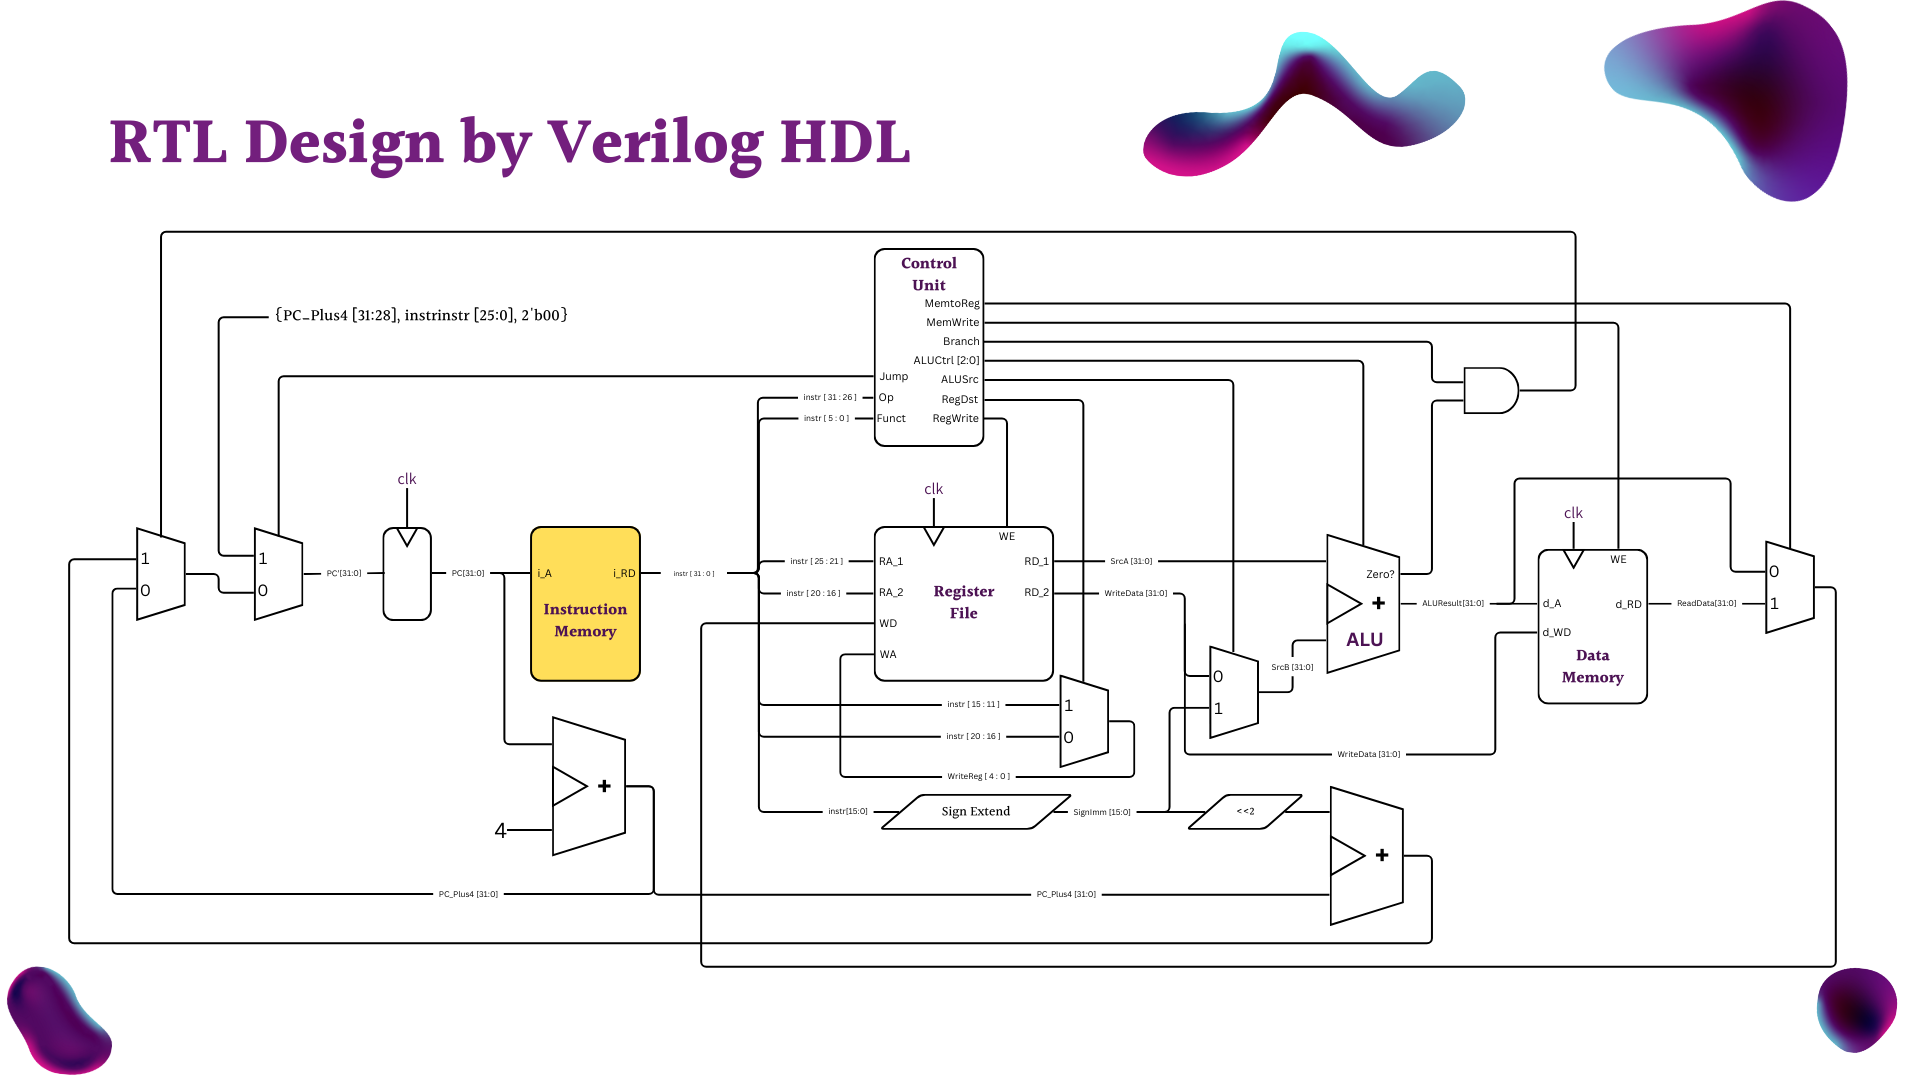 RTL Design by Verilog HDL
Control
Unit
MemtoReg
{PC_Plus4 [31:28], instrinstr [25:0], 2'b00}
MemWrite
Branch
ALUCtrl [2:0]
Jump
ALUSrc
instr [ 31 : 26 ]
Op
RegDst
instr [ 5 : 0 ]
Funct
RegWrite
clk
clk
clk
WE
WE
1
0
1
0
PC'[31:0]
PC[31:0]
i_A
i_RD
Instruction
Memory
instr [ 31 : 0 ]
instr [ 25 : 21 ]
RA_1
RD_1
SrcA [31:0]
instr [ 20 : 16 ]
RA_2
RD_2
WriteData [31:0]
Register
File
WD
WA
Zero?
+
ALU
ALUResult[31:0]
d_A
d_RD
ReadData[31:0]
d_WD
Data
Memory
0
1
SrcB [31:0]
0
1
instr [ 15 : 11 ]
1
instr [ 20 : 16 ]
0
WriteData [31:0]
WriteReg [ 4 : 0 ]
+
4
instr[15:0]
Sign Extend
SignImm [15:0]
<<2
+
PC_Plus4 [31:0]
PC_Plus4 [31:0]